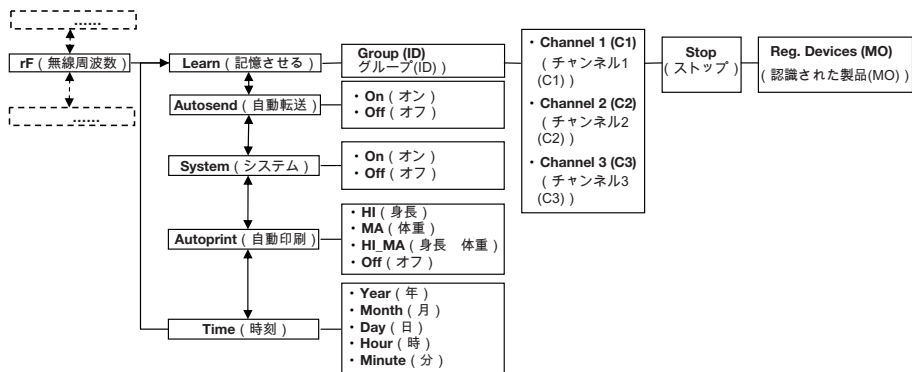 ......
rF ( 無線周波数 )
......
Learn ( 記憶させる )
Group (ID)
グループ(ID) )
・ Channel 1 (C1)
( チャンネル1
(C1) )
・ Channel 2 (C2)
( チャンネル2
(C2) )
・ Channel 3 (C3)
( チャンネル3
(C3) )
Stop
( ストップ )
Reg. Devices (MO)
( 認識された製品(MO) )
Autosend ( 自動転送 )
・ On ( オン )
・ Off ( オフ )
System ( システム )
・ On ( オン )
・ Off ( オフ )
Autoprint ( 自動印刷 )
・ HI ( 身長 )
・ MA ( 体重 )
・ HI_MA ( 身長　体重 )
・ Off ( オフ )
Time ( 時刻 )
・ Year ( 年 )
・ Month ( 月 )
・ Day ( 日 )
・ Hour ( 時 )
・ Minute ( 分 )